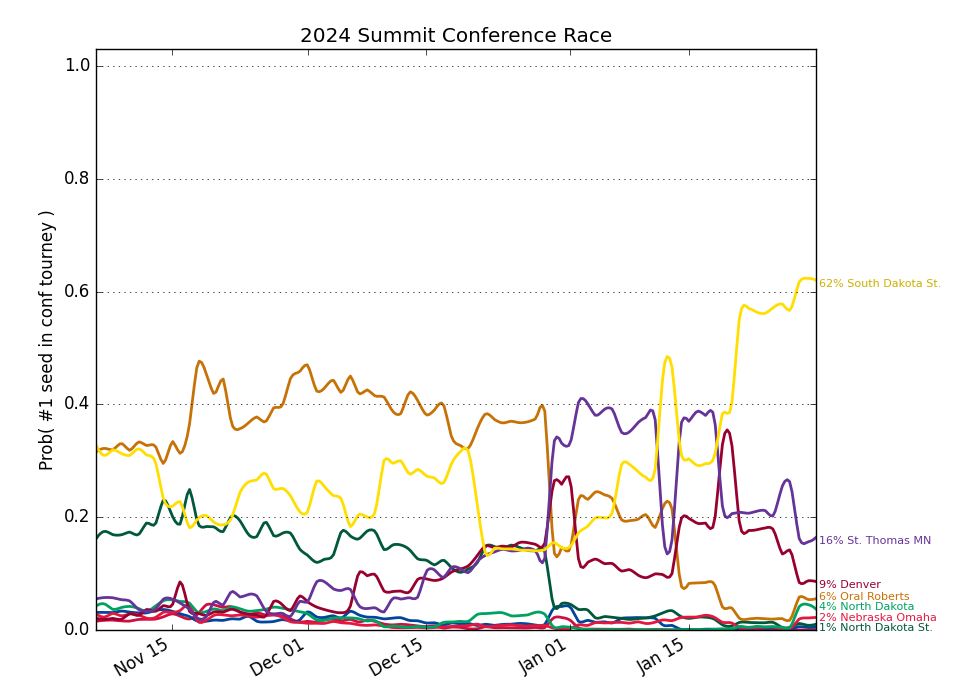 2024 Summit Conference Race
Prob( #1 seed in conf tourney )
1.0
0.8
0.6
0.4
0.2
0.0
Nov 15
Dec 01
Dec 15
Jan 01
Jan 15
62% South Dakota St.
16% St. Thomas MN
9% Denver
6% Oral Roberts
4% North Dakota
2% Nebraska Omaha
1% North Dakota St.